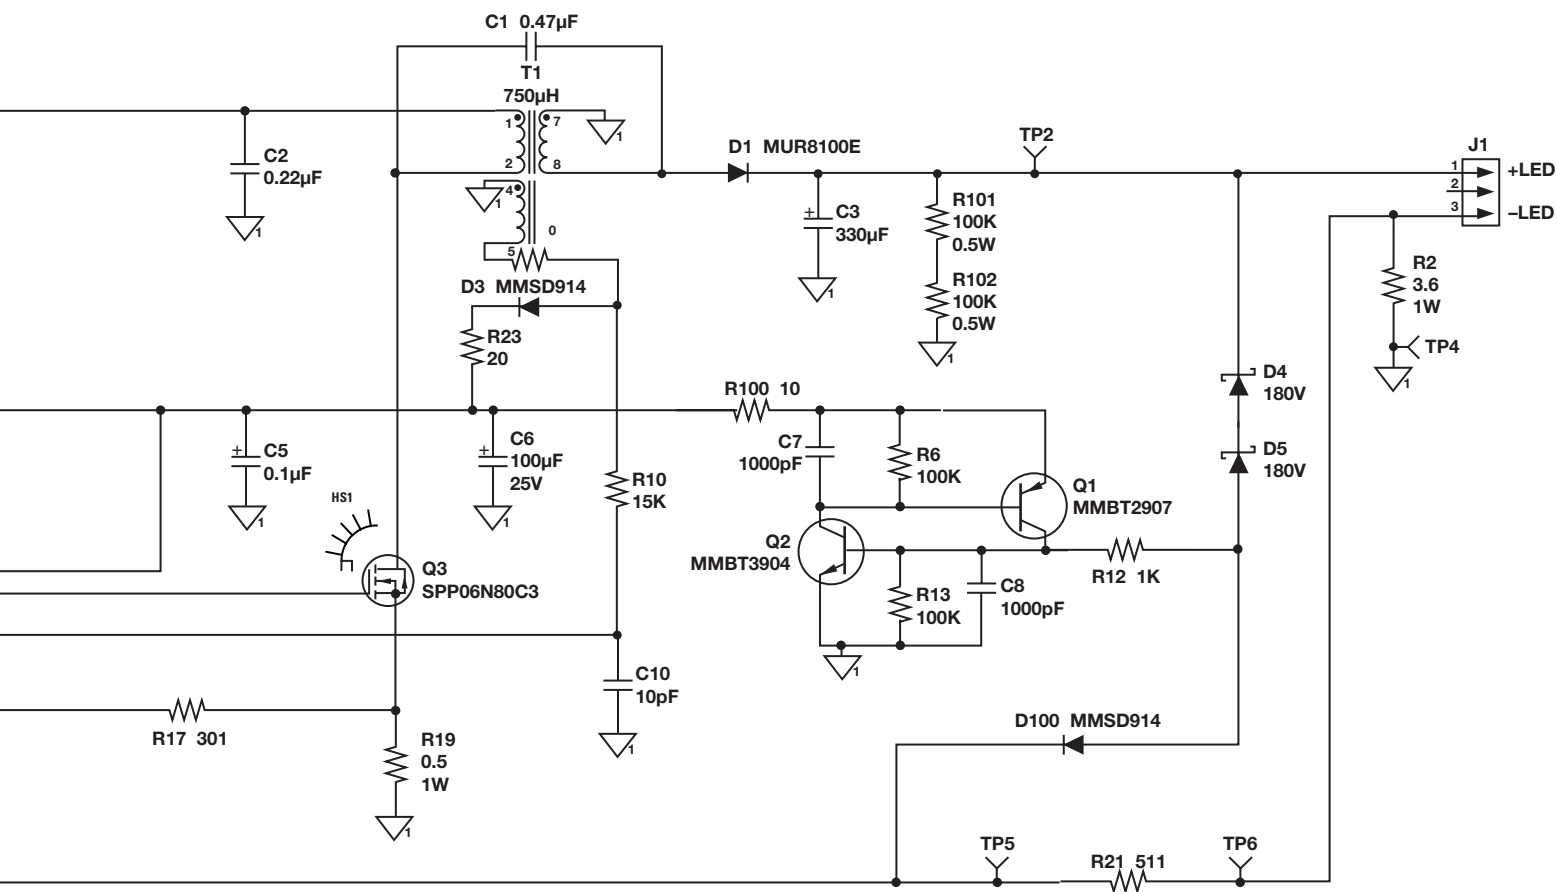 C1 0.47µF
T1
750µH
1
7
1
2
8
C2
0.22µF
1
4
1
0
5
D1 MUR8100E
TP2
J1
1
2
3
+LED
–LED
+
C3
330µF
1
R101
100K
0.5W
R102
100K
0.5W
1
R2
3.6
1W
TP4
1
D3 MMSD914
R23
20
R100 10
D4
180V
D5
180V
+
C5
0.1µF
1
+
C6
100µF
25V
1
R10
15K
C7
1000pF
R6
100K
Q1
MMBT2907
HS1
Q3
SPP06N80C3
Q2
MMBT3904
R13
100K
C8
1000pF
R12 1K
1
C10
10pF
1
R17 301
R19
0.5
1W
1
D100 MMSD914
TP5
R21 511
TP6